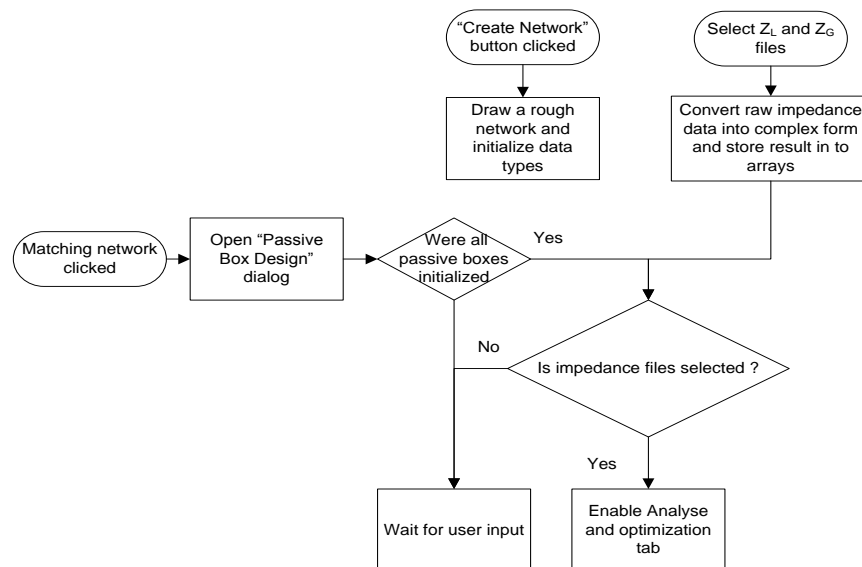 “Create Network”
button clicked
Select ZL and ZG
files
Draw a rough
network and
initialize data
types
Convert raw impedance
data into complex form
and store result in to
arrays
Matching network
clicked
Open “Passive
Box Design”
dialog
Were all
passive boxes
initialized
Yes
No
Is impedance files selected ?
Yes
Wait for user input
Enable Analyse
and optimization
tab